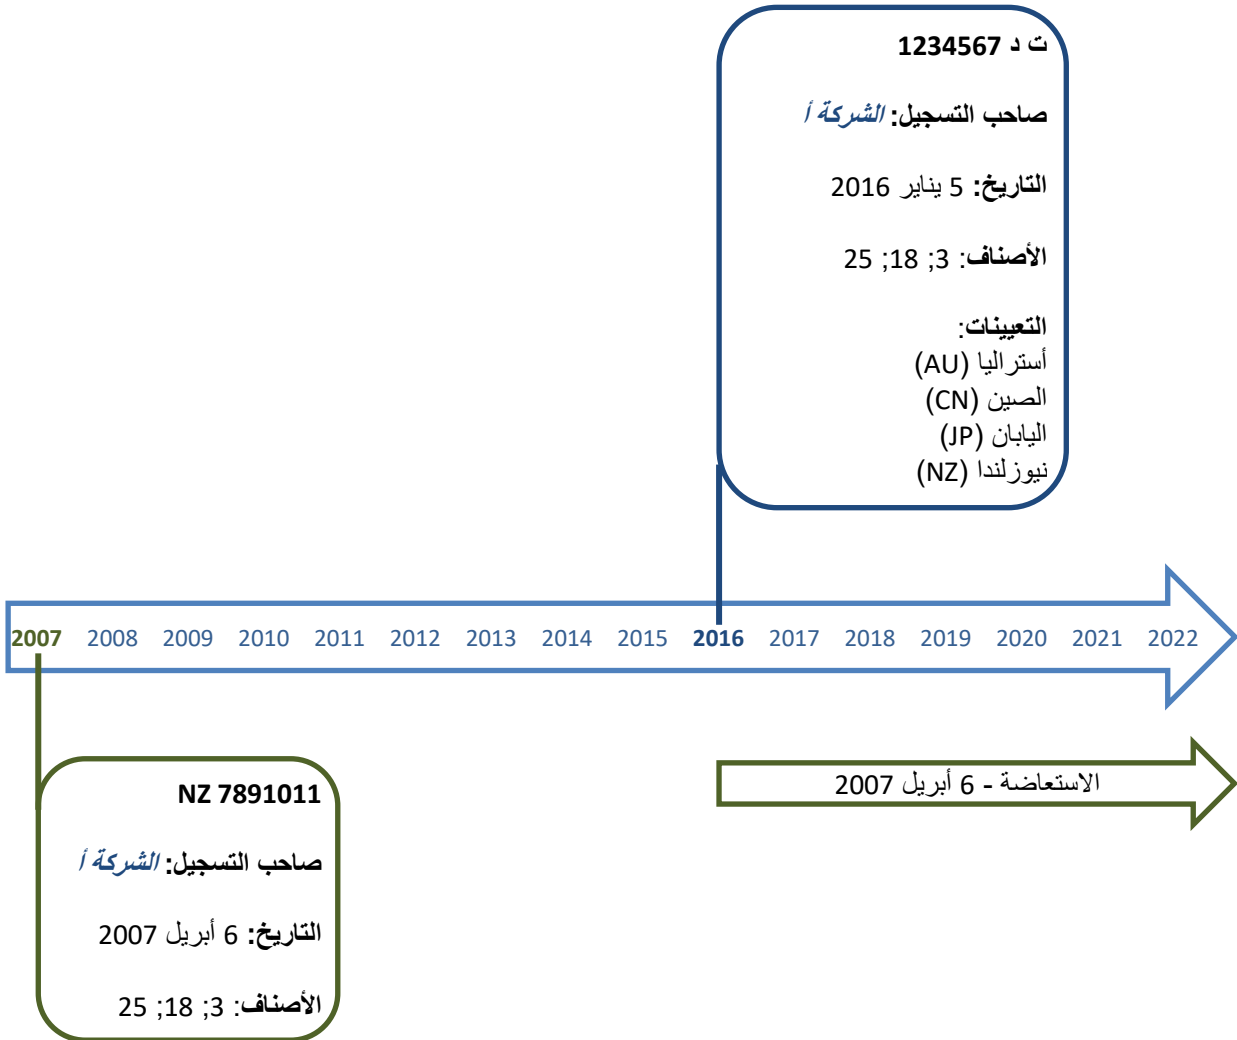 ت د 1234567
صاحب التسجيل: الشركة أ
التاريخ: 5 يناير 2016
الأصناف: 3; 18; 25
التعيينات:
أستراليا (AU)
الصين (CN)
اليابان (JP)
نيوزلندا (NZ)
2007 2008 2009 2010 2011 2012 2013 2014 2015 2016 2017 2018 2019 2020 2021 2022
الاستعاضة - 6 أبريل 2007
NZ 7891011
صاحب التسجيل: الشركة أ
التاريخ: 6 أبريل 2007
الأصناف: 3; 18; 25